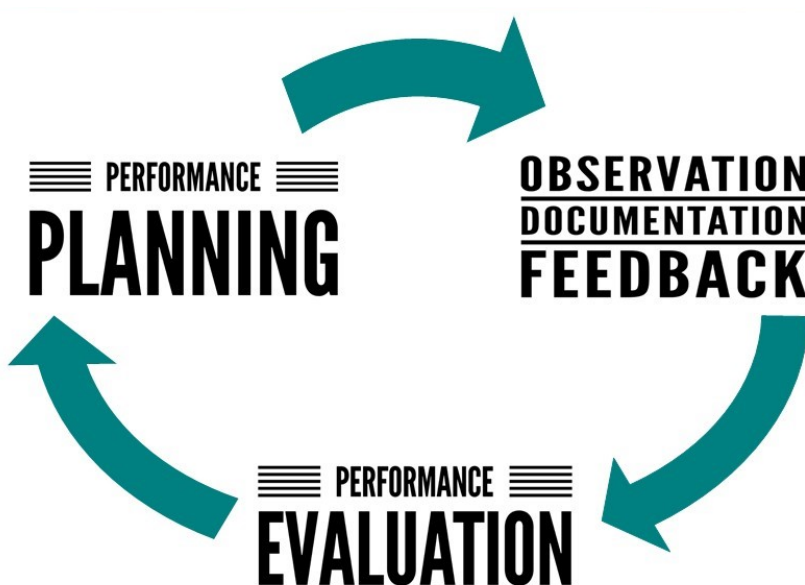 PERFORMANCE
PLANNING
OBSERVATION
DOCUMENTATION
FEEDBACK
PERFORMANCE
EVALUATION